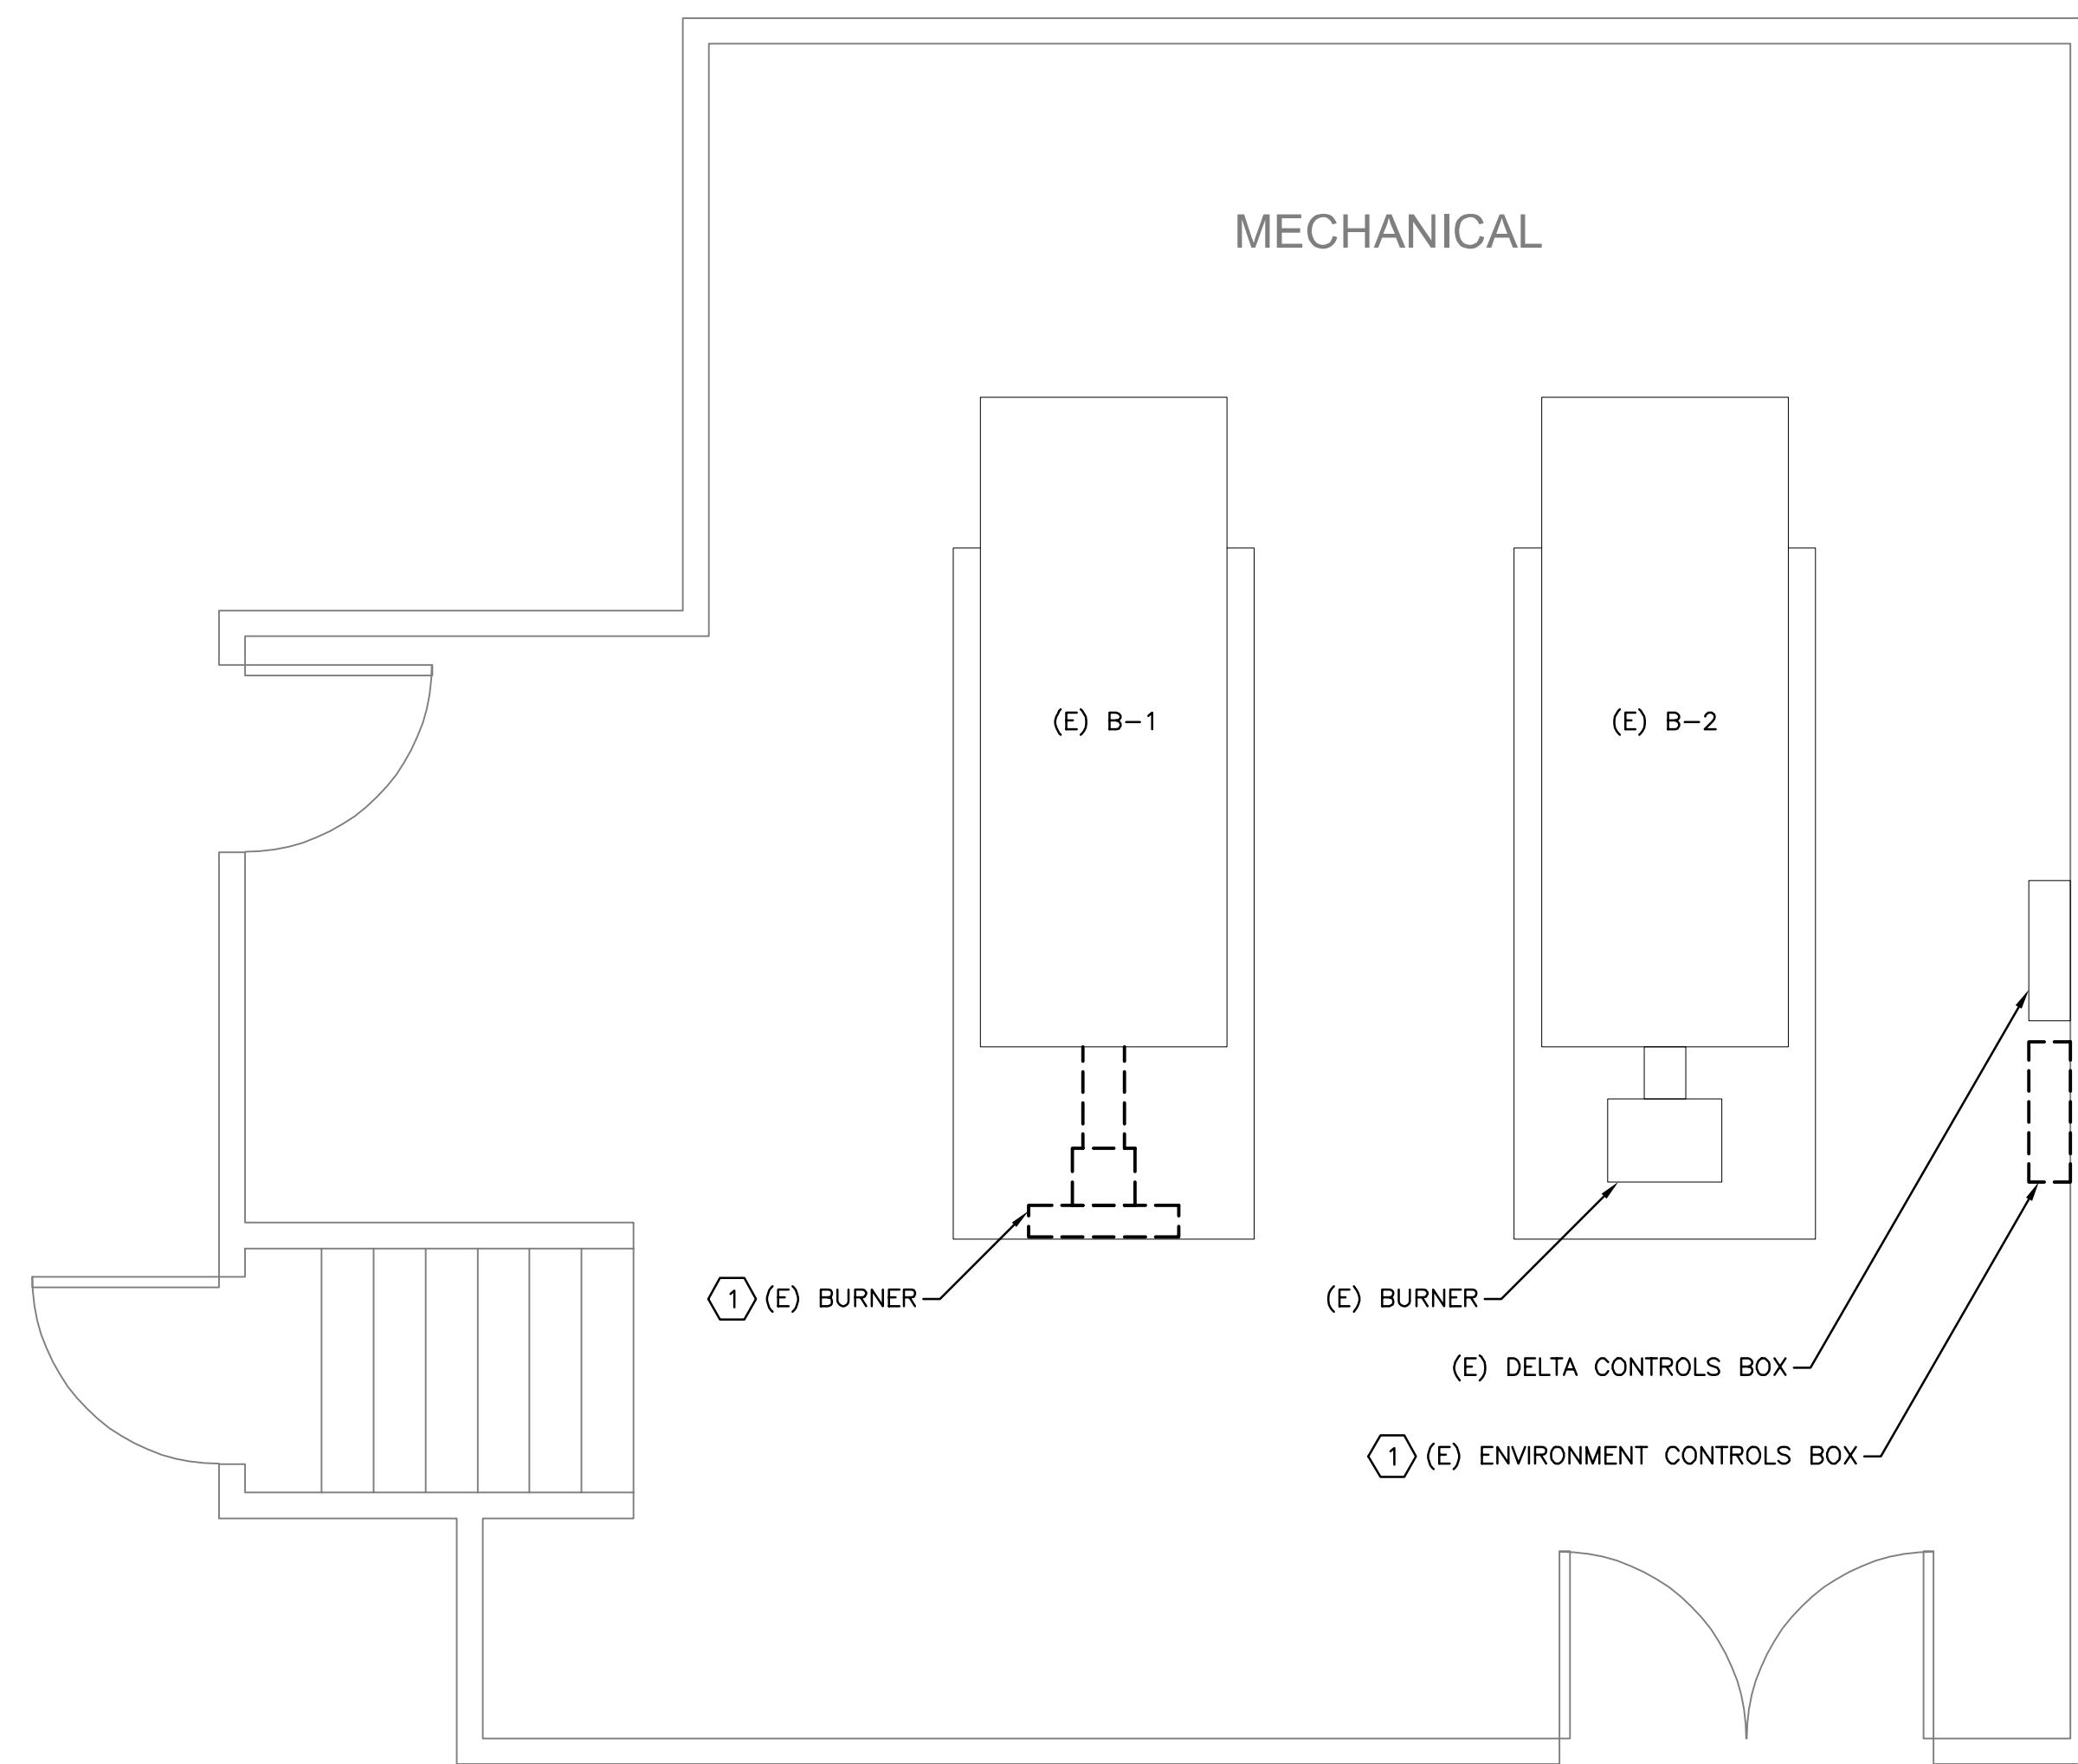 MECHANICAL
(E) B-1
(E) B-2
1 (E) BURNER
(E) BURNER
(E) DELTA CONTROLS BOX
1 (E) ENVIRONMENT CONTROLS BOX